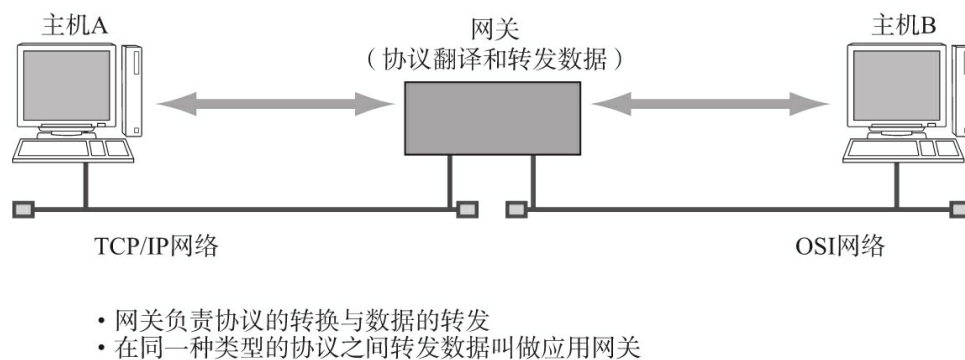 主机A
网关
主机B
（协议翻译和转发数据）
TCP/IP网络
OSI网络
・网关负责协议的转换与数据的转发
・在同一种类型的协议之间转发数据叫做应用网关